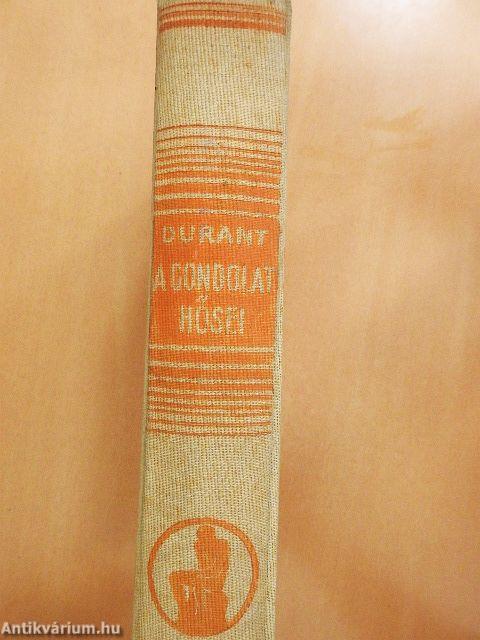 DURANT
A GONDOLAT
HŐSEI
Antikvárium.hu